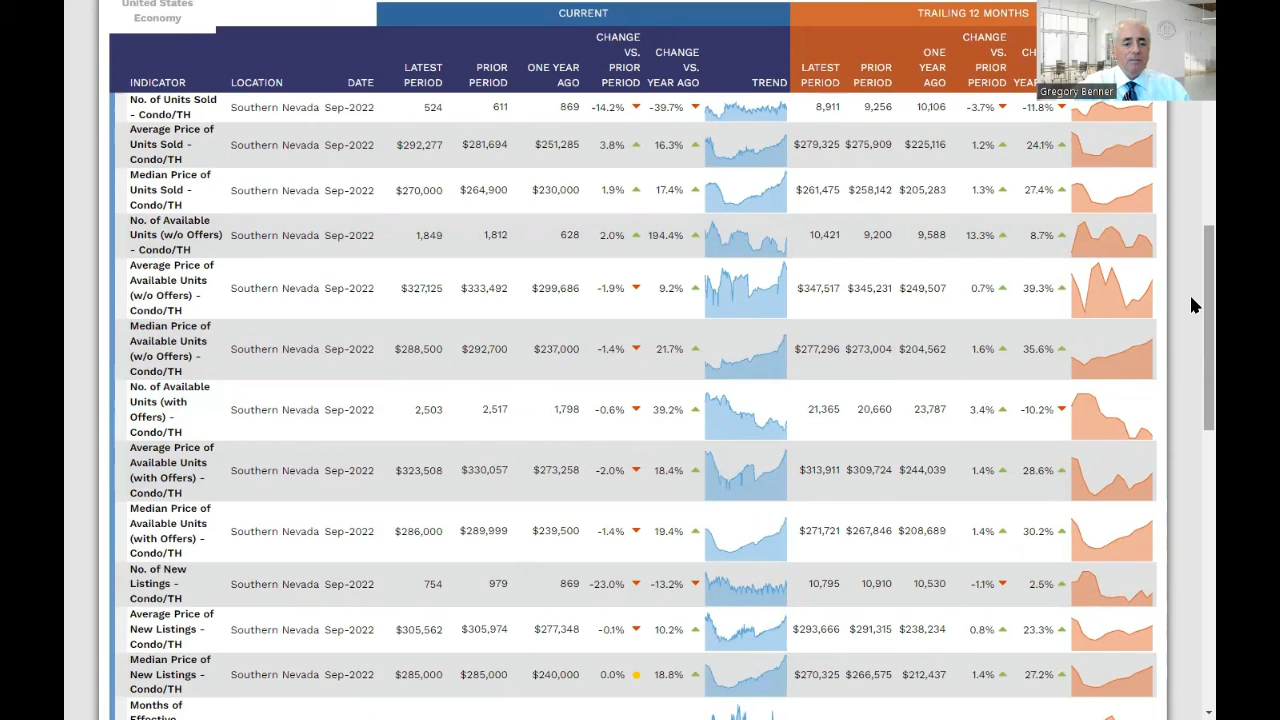 United States
Economy
CURRENT
TRAILING 12 MONTHS
INDICATOR LOCATION DATE LATEST PERIOD PRIOR PERIOD ONE YEAR AGO CHANGE VS. PRIOR PERIOD CHANGE VS. YEAR AGO TREND LATEST PERIOD PRIOR PERIOD ONE YEAR AGO CHANGE VS. PRIOR PERIOD
Gregory Benner
No. of Units Sold - Condo/TH Southern Nevada Sep-2022 524 611 869 -14.2% -39.7% 8,911 9,256 10,106 -3.7% -11.8%
Average Price of Units Sold - Condo/TH Southern Nevada Sep-2022 $292,277 $281,694 $251,285 3.8% 16.3% $279,325 $275,909 $225,116 1.2% 24.1%
Median Price of Units Sold - Condo/TH Southern Nevada Sep-2022 $270,000 $264,900 $230,000 1.9% 17.4% $261,475 $258,142 $205,283 1.3% 27.4%
No. of Available Units (w/o Offers) - Condo/TH Southern Nevada Sep-2022 1,849 1,812 628 2.0% 194.4% 10,421 9,200 9,588 13.3% 8.7%
Average Price of Available Units (w/o Offers) - Condo/TH Southern Nevada Sep-2022 $327,125 $333,492 $299,686 -1.9% 9.2% $347,517 $345,231 $249,507 0.7% 39.3%
Median Price of Available Units (w/o Offers) - Condo/TH Southern Nevada Sep-2022 $288,500 $292,700 $237,000 -1.4% 21.7% $277,296 $273,004 $204,562 1.6% 35.6%
No. of Available Units (with Offers) - Condo/TH Southern Nevada Sep-2022 2,503 2,517 1,798 -0.6% 39.2% 21,365 20,660 23,787 3.4% -10.2%
Average Price of Available Units (with Offers) - Condo/TH Southern Nevada Sep-2022 $323,508 $330,057 $273,258 -2.0% 18.4% $313,911 $309,724 $244,039 1.4% 28.6%
Median Price of Available Units (with Offers) - Condo/TH Southern Nevada Sep-2022 $286,000 $289,999 $239,500 -1.4% 19.4% $271,721 $267,846 $208,689 1.4% 30.2%
No. of New Listings - Condo/TH Southern Nevada Sep-2022 754 979 869 -23.0% -13.2% 10,795 10,910 10,530 -1.1% 2.5%
Average Price of New Listings - Condo/TH Southern Nevada Sep-2022 $305,562 $305,974 $277,348 -0.1% 10.2% $293,666 $291,315 $238,234 0.8% 23.3%
Median Price of New Listings - Condo/TH Southern Nevada Sep-2022 $285,000 $285,000 $240,000 0.0% 18.8% $270,325 $266,575 $212,437 1.4% 27.2%
Months of
Effective